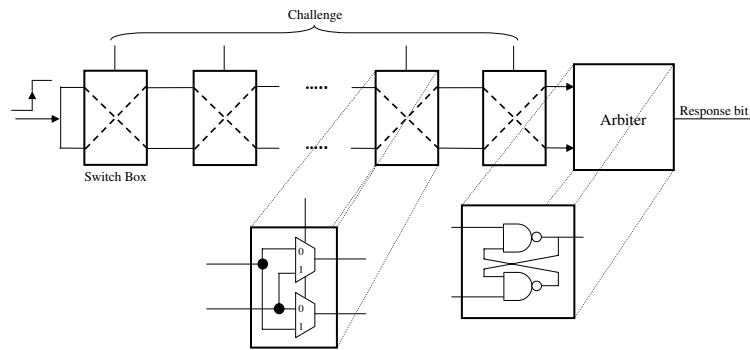 Challenge
.....
.....
Arbiter
Response bit
Switch Box
0
1
0
1